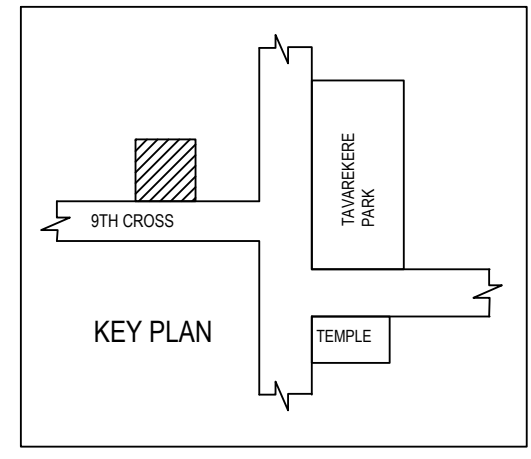 TAVAREKERE
PARK
9TH CROSS
KEY PLAN
TEMPLE